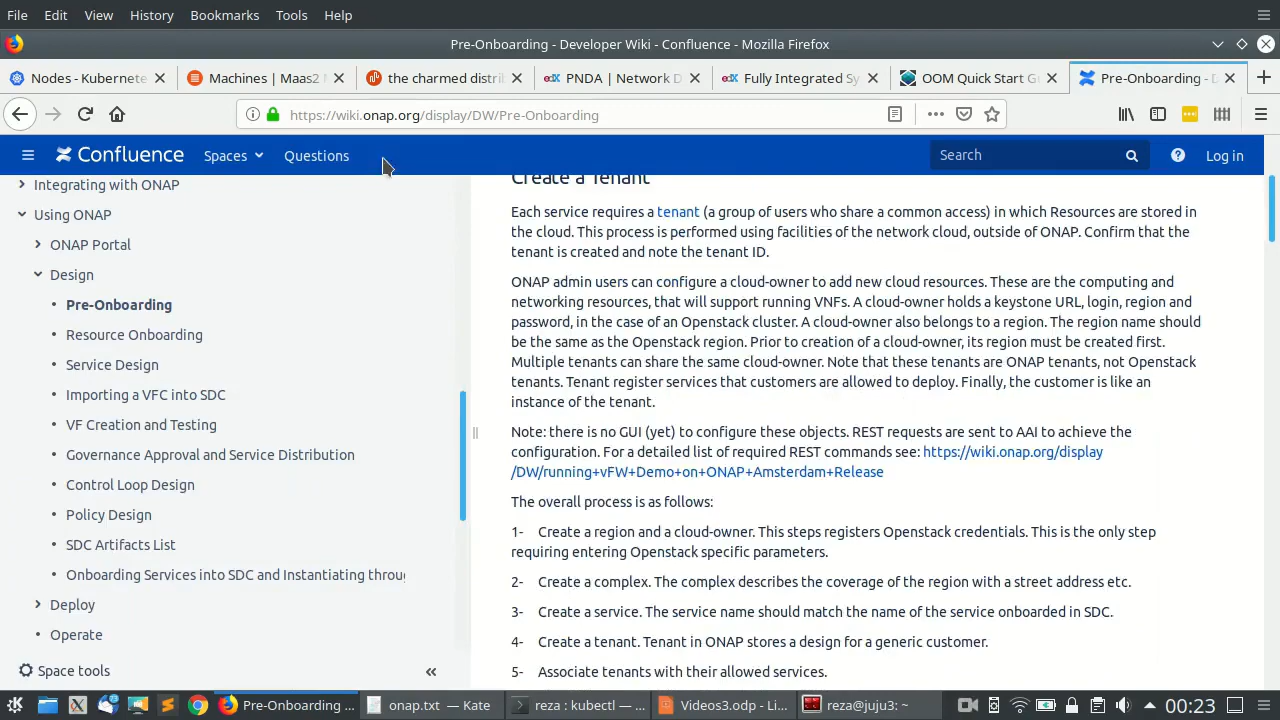 File Edit View History Bookmarks Tools Help
Pre-Onboarding - Developer Wiki - Confluence - Mozilla Firefox
Nodes - Kubernete
Machines | Maas2
the charmed distri
PNDA | Network D
Fully Integrated Sy
OOM Quick Start G
Pre-Onboarding - D
https://wiki.onap.org/display/DW/Pre-Onboarding
Confluence Spaces Questions Search Log in
Integrating with ONAP
Using ONAP
ONAP Portal
Design
Pre-Onboarding
Resource Onboarding
Service Design
Importing a VFC into SDC
VF Creation and Testing
Governance Approval and Service Distribution
Control Loop Design
Policy Design
SDC Artifacts List
Onboarding Services into SDC and Instantiating throu
Deploy
Operate
Space tools
Create a Tenant
Each service requires a tenant (a group of users who share a common access) in which Resources are stored in
the cloud. This process is performed using facilities of the network cloud, outside of ONAP. Confirm that the
tenant is created and note the tenant ID.
ONAP admin users can configure a cloud-owner to add new cloud resources. These are the computing and
networking resources, that will support running VNFs. A cloud-owner holds a keystone URL, login, region and
password, in the case of an Openstack cluster. A cloud-owner also belongs to a region. The region name should
be the same as the Openstack region. Prior to creation of a cloud-owner, its region must be created first.
Multiple tenants can share the same cloud-owner. Note that these tenants are ONAP tenants, not Openstack
tenants. Tenant register services that customers are allowed to deploy. Finally, the customer is like an
instance of the tenant.
Note: there is no GUI (yet) to configure these objects. REST requests are sent to AAI to achieve the
configuration. For a detailed list of required REST commands see: https://wiki.onap.org/display
/DW/running+vFW+Demo+on+ONAP+Amsterdam+Release
The overall process is as follows:
1- Create a region and a cloud-owner. This steps registers Openstack credentials. This is the only step
requiring entering Openstack specific parameters.
2- Create a complex. The complex describes the coverage of the region with a street address etc.
3- Create a service. The service name should match the name of the service onboarded in SDC.
4- Create a tenant. Tenant in ONAP stores a design for a generic customer.
5- Associate tenants with their allowed services.
Pre-Onboarding ...
onap.txt — Kate
reza : kubectl — ...
Videos3.odp - Li...
reza@juju3: ~
00:23